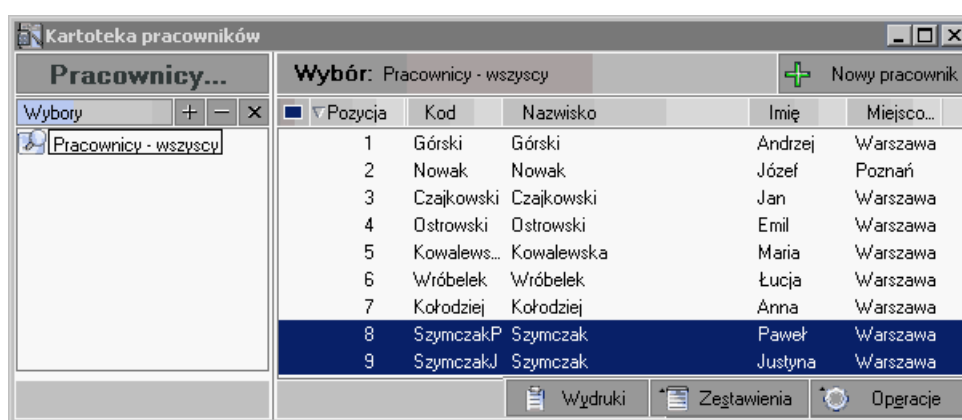 Kartoteka pracowników
Pracownicy... Wybór: Pracownicy - wszyscy Nowy pracownik
Wybory Pozycja Kod Nazwisko Imię Miejsco...
Pracownicy - wszyscy 1 Górski Górski Andrzej Warszawa
2 Nowak Nowak Józef Poznań
3 Czajkowski Czajkowski Jan Warszawa
4 Ostrowski Ostrowski Emil Warszawa
5 Kowalews... Kowalewska Maria Warszawa
6 Wróbelek Wróbelek Łucja Warszawa
7 Kołodziej Kołodziej Anna Warszawa
8 SzymczakP Szymczak Paweł Warszawa
9 SzymczakJ Szymczak Justyna Warszawa
Wydruki Zestawienia Operacje